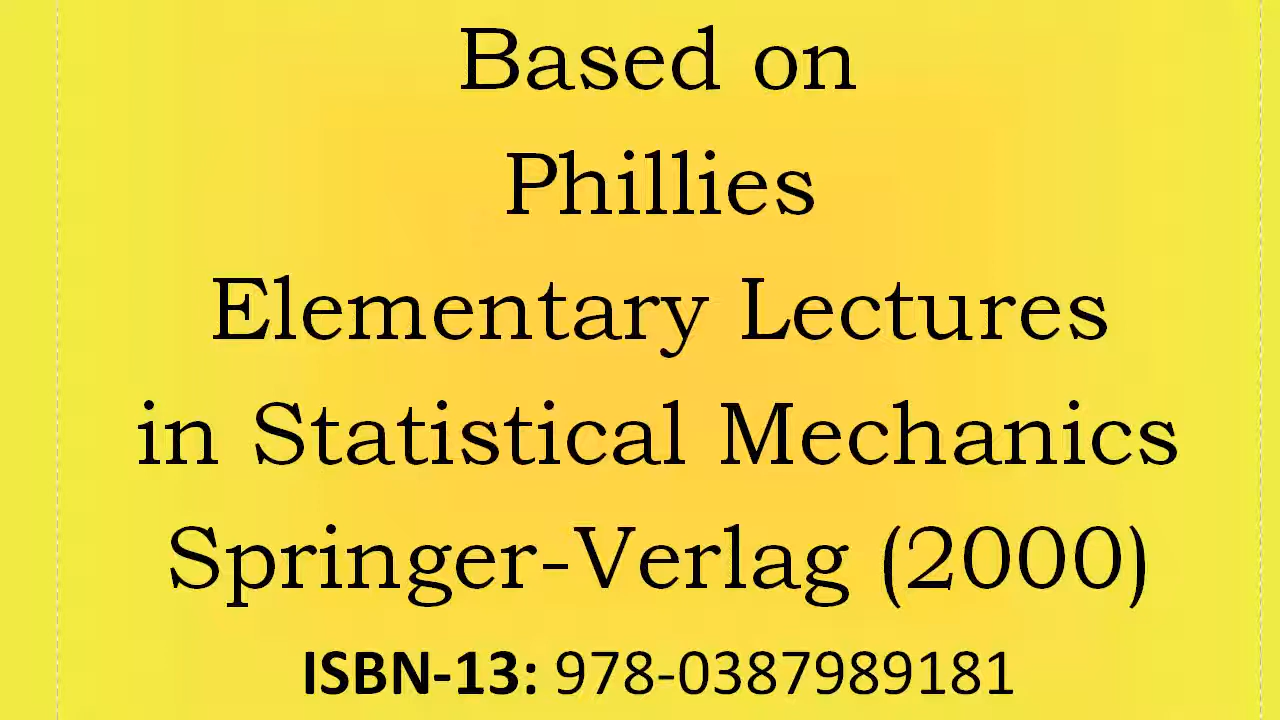 Based on
Phillies
Elementary Lectures
in Statistical Mechanics
Springer-Verlag (2000)
ISBN-13: 978-0387989181